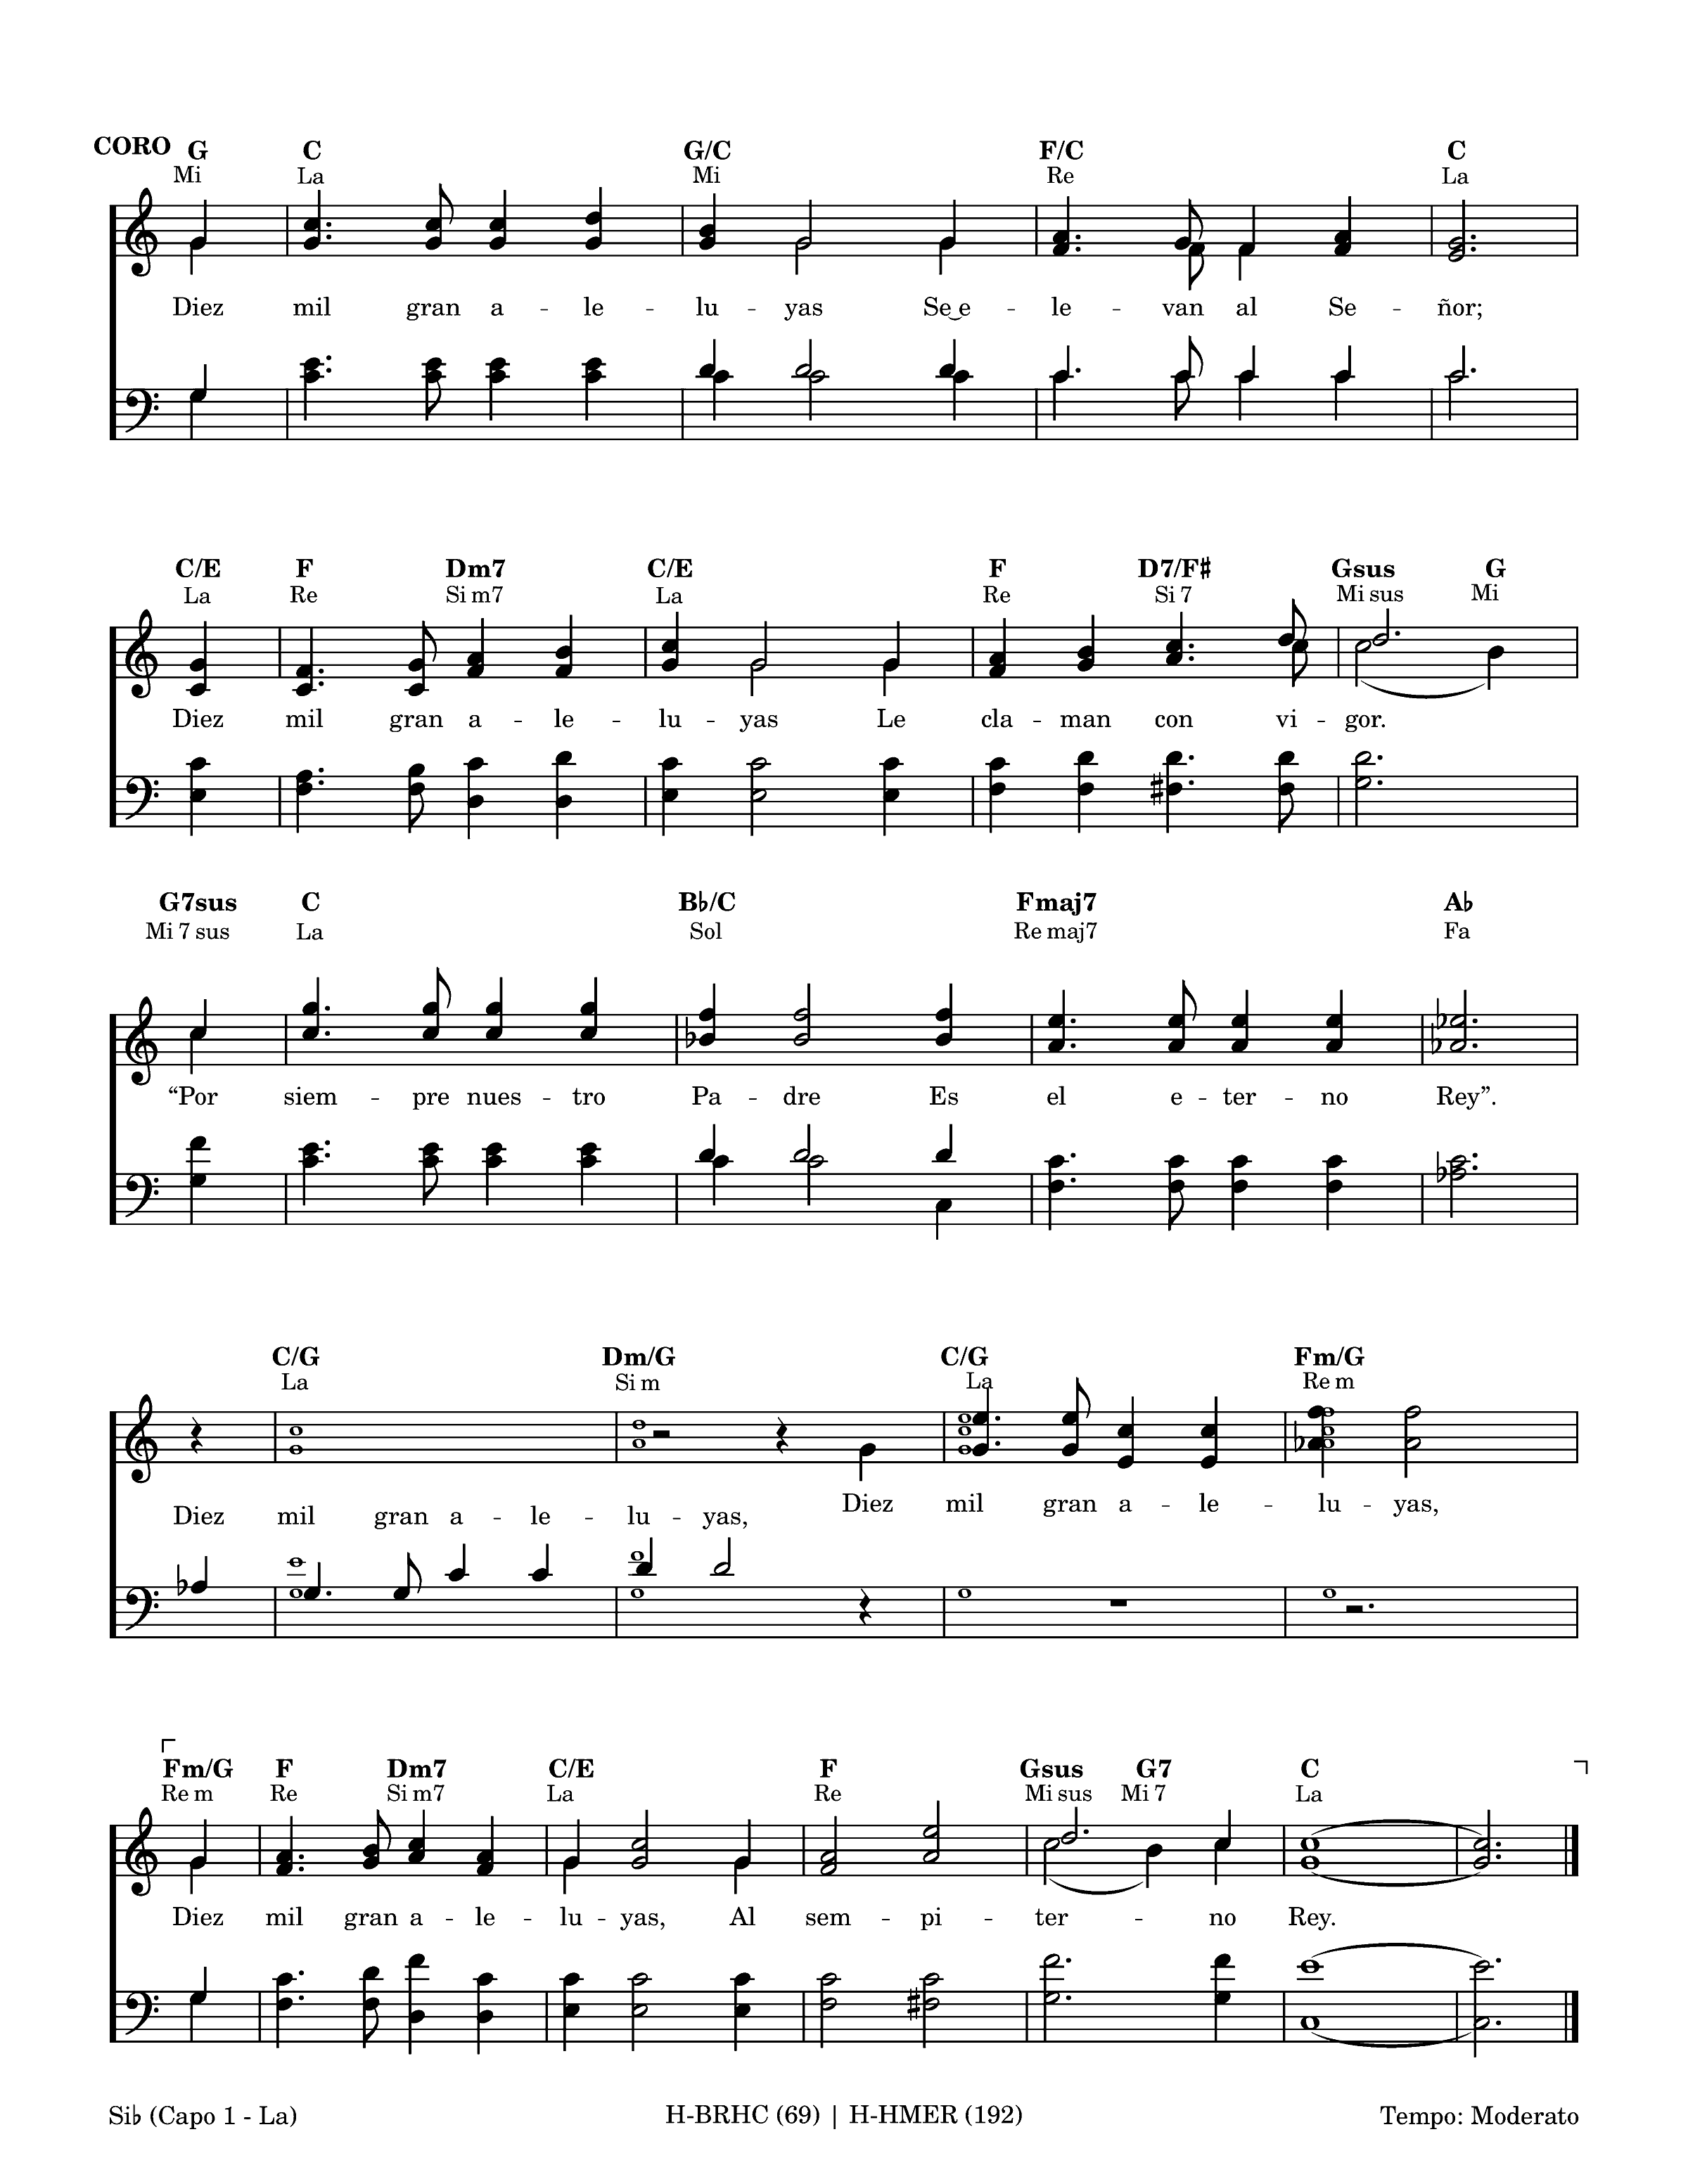 CORO G C G/C F/C C
Mi La Mi Re La
Diez mil gran a - le - lu - yas Se‿e - le - van al Se - ñor;
C/E F Dm7 C/E F D7/F♯ Gsus G
La Re Si m7 La Re Si 7 Mi sus Mi
Diez mil gran a - le - lu - yas Le cla - man con vi - gor.
G7sus C B♭/C Fmaj7 A♭
Mi 7 sus La Sol Re maj7 Fa
“Por siem - pre nues - tro Pa - dre Es el e - ter - no Rey”.
C/G Dm/G C/G Fm/G
La Si m La Re m
Diez mil gran a - le - lu - yas, Diez mil gran a - le - lu - yas,
Fm/G F Dm7 C/E F Gsus G7 C
Re m Re Si m7 La Re Mi sus Mi 7 La
Diez mil gran a - le - lu - yas, Al sem - pi - ter - no Rey.
Si♭ (Capo 1 - La) H-BRHC (69) | H-HMER (192) Tempo: Moderato